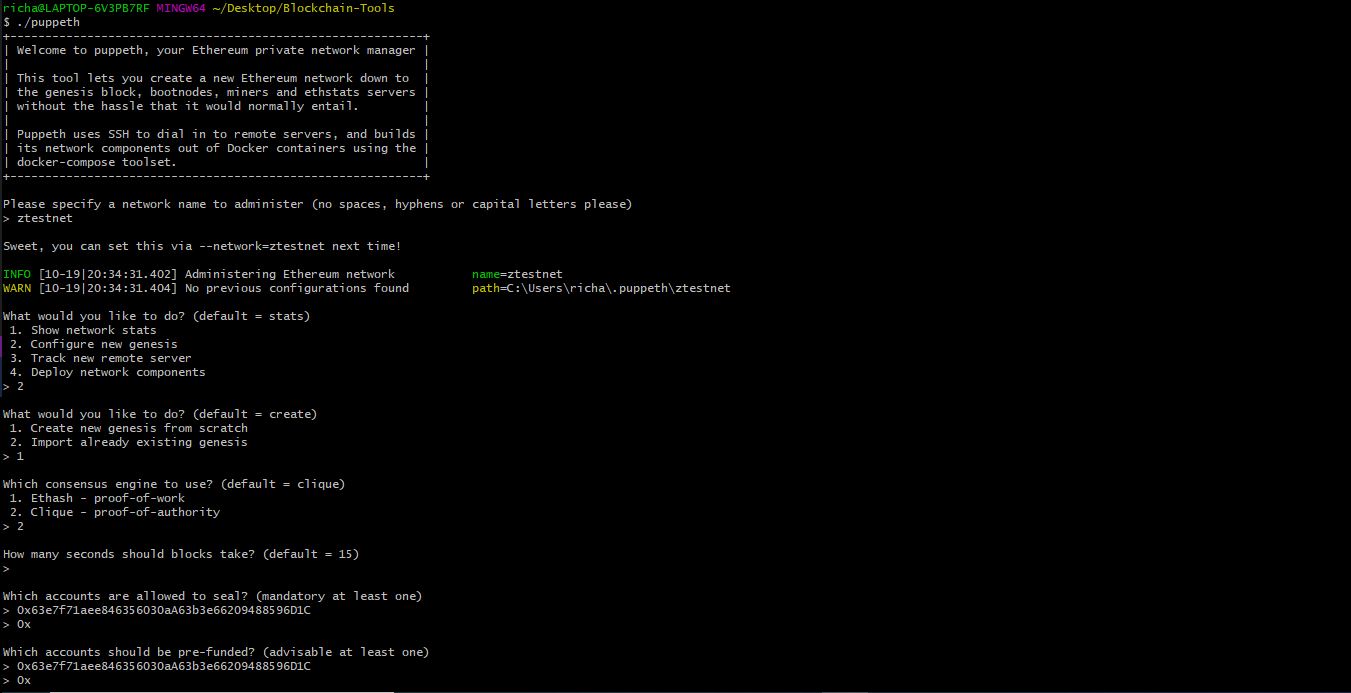 richa@LAPTOP-6V3PB7RF MINGW64 ~/Desktop/Blockchain-Tools
$ ./puppeth
+-----------------------------------------------------------+
| Welcome to puppeth, your Ethereum private network manager |
|                                                           |
| This tool lets you create a new Ethereum network down to  |
| the genesis block, bootnodes, miners and ethstats servers |
| without the hassle that it would normally entail.         |
|                                                           |
| Puppeth uses SSH to dial in to remote servers, and builds |
| its network components out of Docker containers using the |
| docker-compose toolset.                                   |
+-----------------------------------------------------------+
Please specify a network name to administer (no spaces, hyphens or capital letters please)
> ztestnet
Sweet, you can set this via --network=ztestnet next time!
INFO [10-19|20:34:31.402] Administering Ethereum network           name=ztestnet
WARN [10-19|20:34:31.404] No previous configurations found         path=C:\Users\richa\.puppeth\ztestnet
What would you like to do? (default = stats)
 1. Show network stats
 2. Configure new genesis
 3. Track new remote server
 4. Deploy network components
> 2
What would you like to do? (default = create)
 1. Create new genesis from scratch
 2. Import already existing genesis
> 1
Which consensus engine to use? (default = clique)
 1. Ethash - proof-of-work
 2. Clique - proof-of-authority
> 2
How many seconds should blocks take? (default = 15)
>
Which accounts are allowed to seal? (mandatory at least one)
> 0x63e7f71aee846356030aA63b3e66209488596D1C
> 0x
Which accounts should be pre-funded? (advisable at least one)
> 0x63e7f71aee846356030aA63b3e66209488596D1C
> 0x